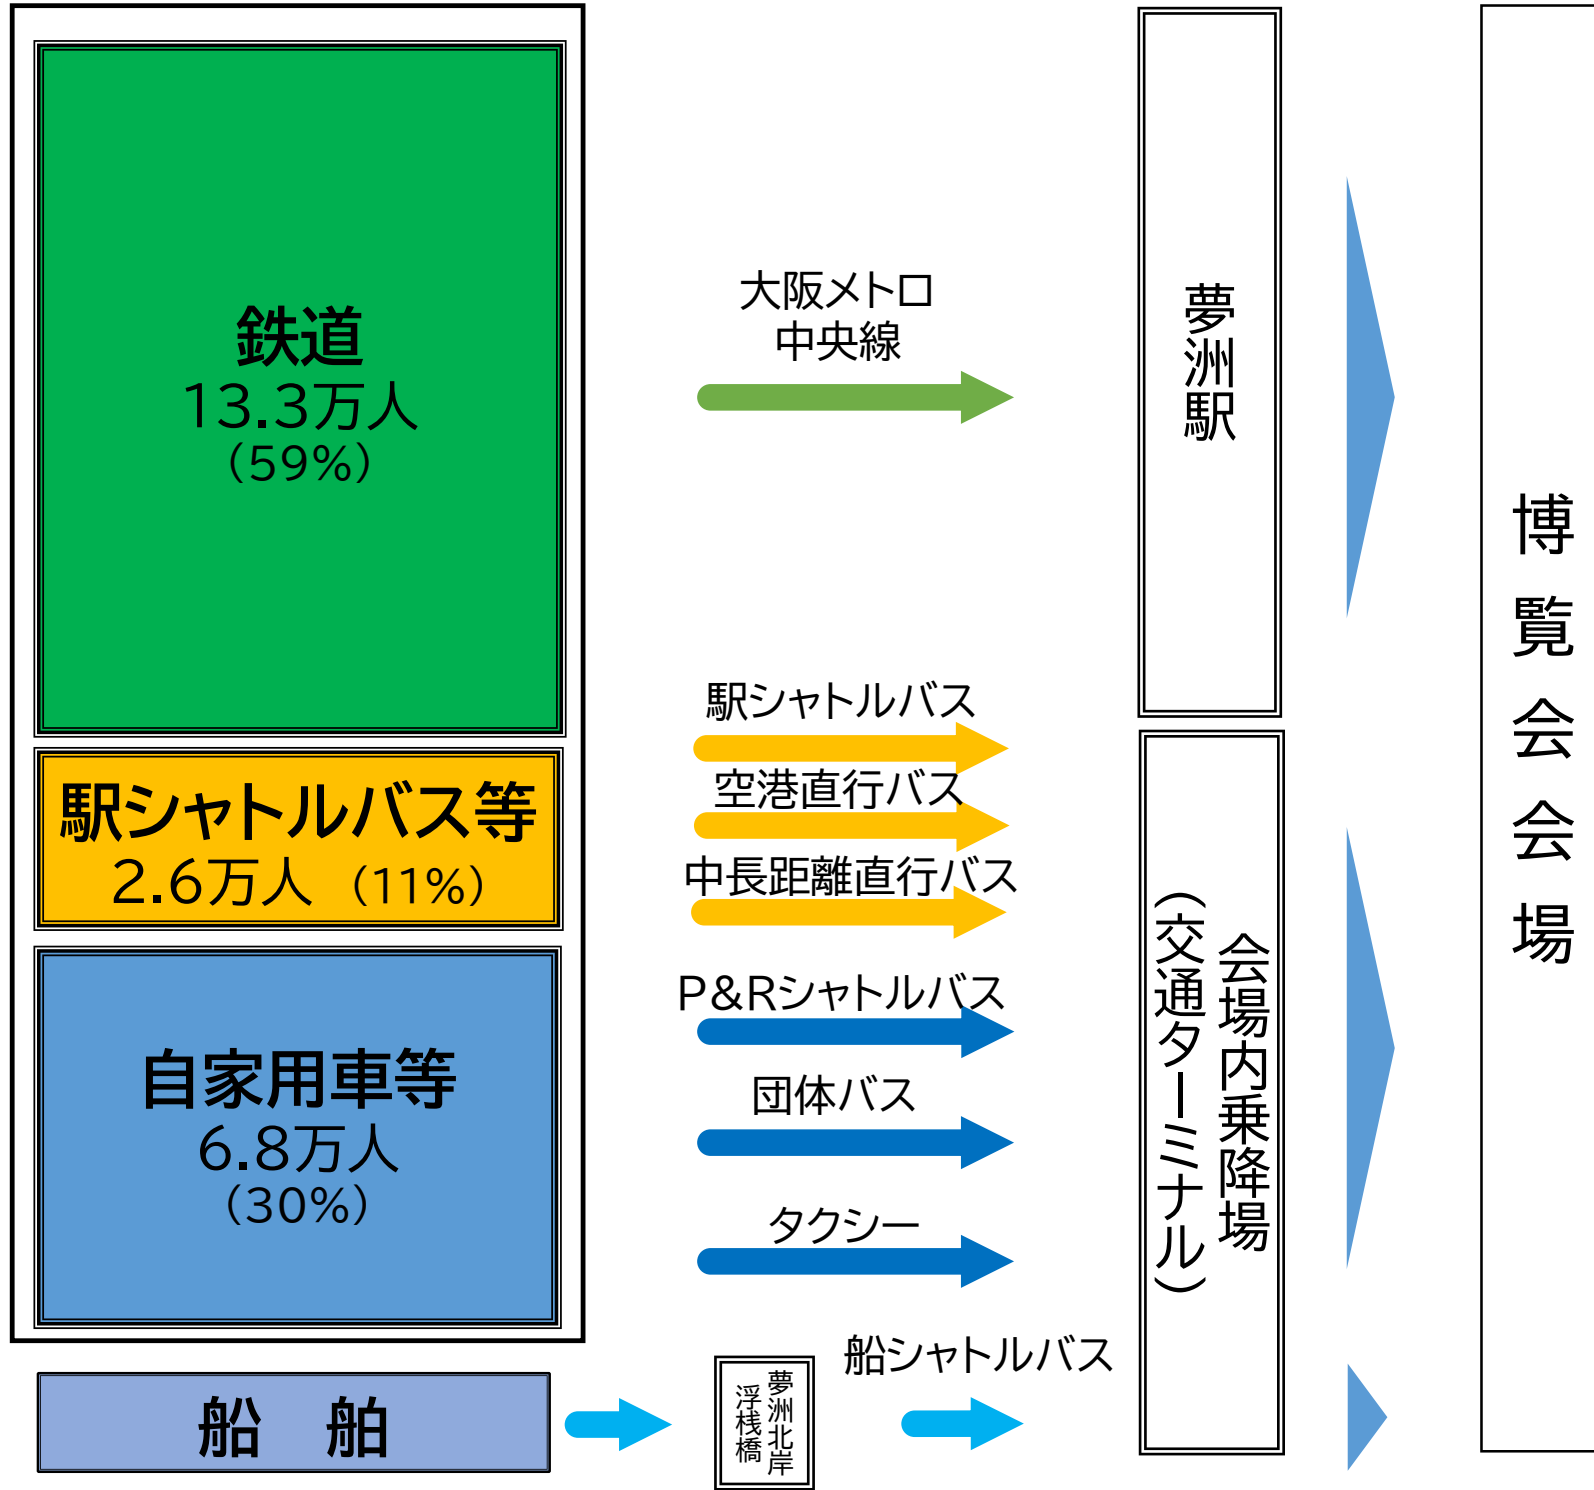 鉄道
13.3万人
(59%)
駅シャトルバス等
2.6万人 (11%)
自家用車等
6.8万人
(30%)
船 舶
大阪メトロ
中央線
駅シャトルバス
空港直行バス
中長距離直行バス
P&Rシャトルバス
団体バス
タクシー
船シャトルバス
夢洲北岸
浮桟橋
夢洲駅
会場内乗降場
(交通ターミナル)
博覧会会場